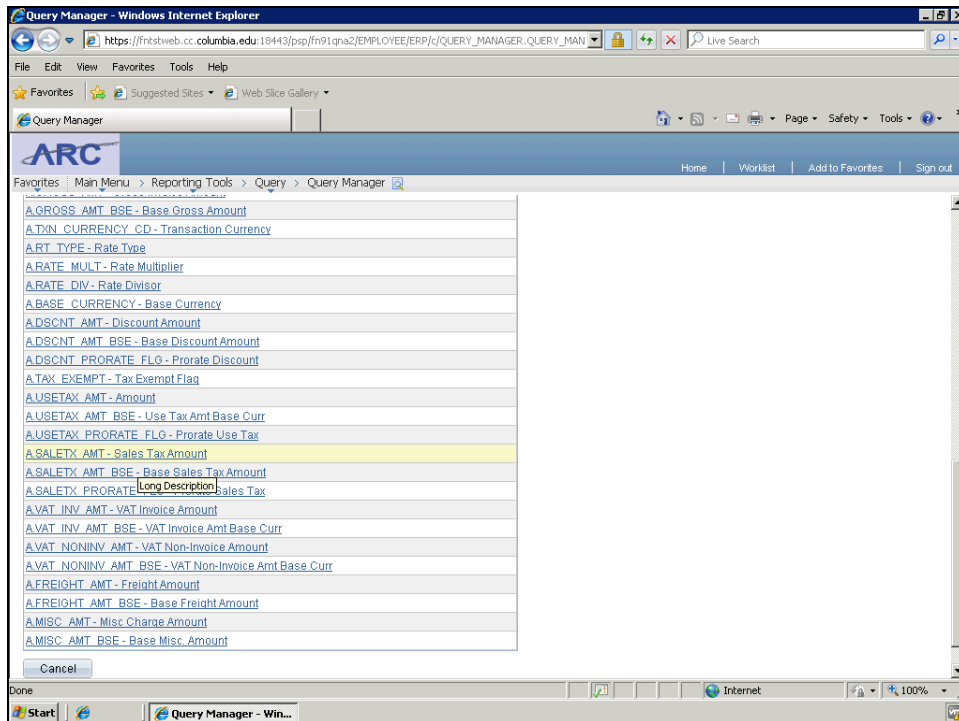 Query Manager - Windows Internet Explorer
https://fntstweb.cc.columbia.edu:18443/psp/fn91qna2/EMPLOYEE/ERP/c/QUERY_MANAGER.QUERY_MAN
Live Search
File Edit View Favorites Tools Help
Favorites Suggested Sites Web Slice Gallery
Query Manager
Page Safety Tools
ARC
Home | Worklist | Add to Favorites | Sign out
Favorites Main Menu > Reporting Tools > Query > Query Manager
A.GROSS_AMT_BSE - Base Gross Amount
A.TXN_CURRENCY_CD - Transaction Currency
A.RT_TYPE - Rate Type
A.RATE_MULT - Rate Multiplier
A.RATE_DIV - Rate Divisor
A.BASE_CURRENCY - Base Currency
A.DSCNT_AMT - Discount Amount
A.DSCNT_AMT_BSE - Base Discount Amount
A.DSCNT_PRORATE_FLG - Prorate Discount
A.TAX_EXEMPT - Tax Exempt Flag
A.USETAX_AMT - Amount
A.USETAX_AMT_BSE - Use Tax Amt Base Curr
A.USETAX_PRORATE_FLG - Prorate Use Tax
A.SALETX_AMT - Sales Tax Amount
A.SALETX_AMT_BSE - Base Sales Tax Amount
Long Description
A.SALETX_PRORATE Sales Tax
A.VAT_INV_AMT - VAT Invoice Amount
A.VAT_INV_AMT_BSE - VAT Invoice Amt Base Curr
A.VAT_NONINV_AMT - VAT Non-Invoice Amount
A.VAT_NONINV_AMT_BSE - VAT Non-Invoice Amt Base Curr
A.FREIGHT_AMT - Freight Amount
A.FREIGHT_AMT_BSE - Base Freight Amount
A.MISC_AMT - Misc Charge Amount
A.MISC_AMT_BSE - Base Misc. Amount
Cancel
Done
Internet
100%
Start
Query Manager - Win...